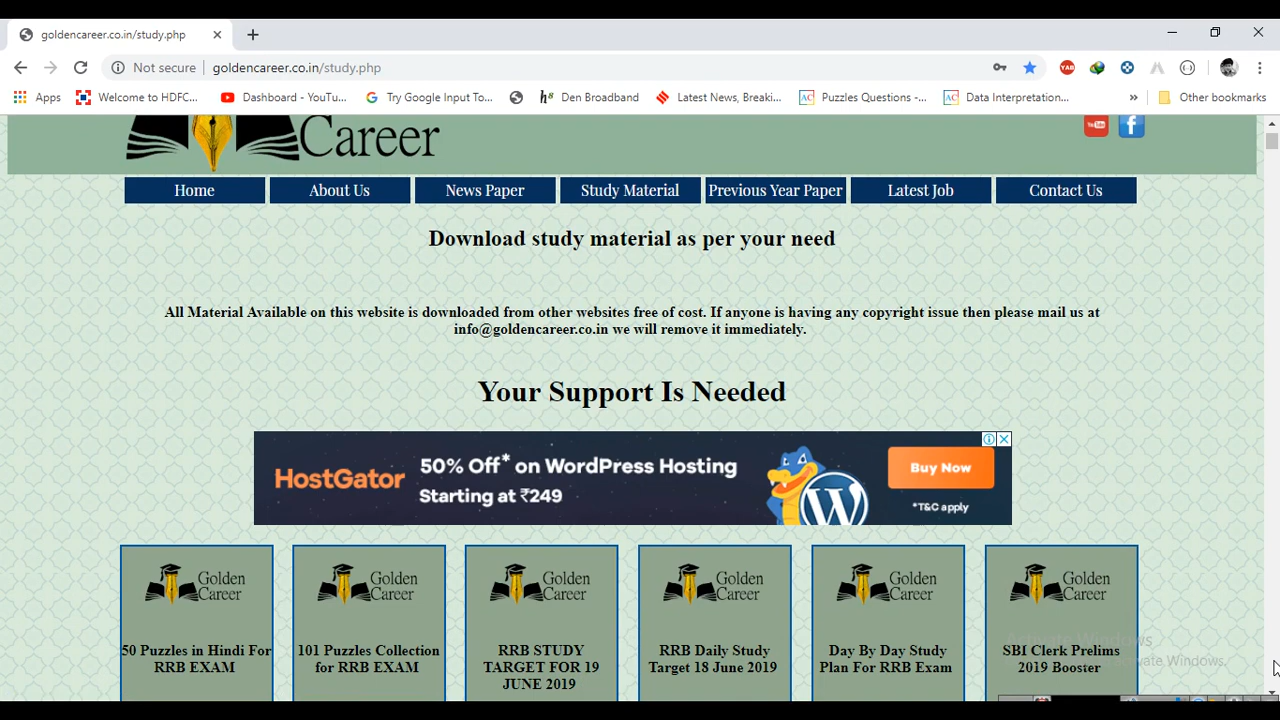 goldencareer.co.in/study.php
Not secure goldencareer.co.in/study.php
Apps Welcome to HDFC... Dashboard - YouTu... Try Google Input To... Den Broadband Latest News, Breaki... Puzzles Questions -... Data Interpretation... » Other bookmarks
Career
Home About Us News Paper Study Material Previous Year Paper Latest Job Contact Us
Download study material as per your need
All Material Available on this website is downloaded from other websites free of cost. If anyone is having any copyright issue then please mail us at
info@goldencareer.co.in we will remove it immediately.
Your Support Is Needed
HostGator
50% Off* on WordPress Hosting
Starting at ₹249
Buy Now
*T&C apply
Golden Career
50 Puzzles in Hindi For
RRB EXAM
Golden Career
101 Puzzles Collection
for RRB EXAM
Golden Career
RRB STUDY
TARGET FOR 19
JUNE 2019
Golden Career
RRB Daily Study
Target 18 June 2019
Golden Career
Day By Day Study
Plan For RRB Exam
Golden Career
SBI Clerk Prelims
2019 Booster
Activate Windows
Activate Windows.